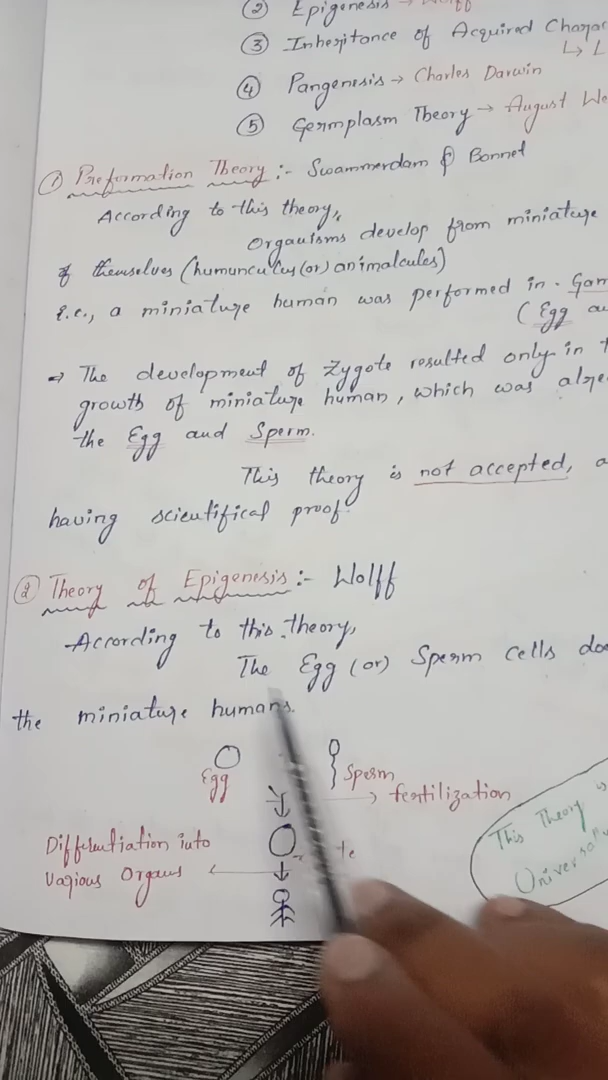 ② Epigenesis →
③ Inheritance of Acquired
④ Pangenesis → Charles Darwin
⑤ Germplasm Theory → August
① Preformation Theory :- Swammerdam & Bonnet
According to this theory,
Organisms develop from miniature
of themselves (humunculus (or) animalcules)
i.e., a miniature human was performed in
(Egg
→ The development of Zygote resulted only in
growth of miniature human, which was
the Egg and Sperm.
This theory is not accepted,
having scientifical proof.
② Theory of Epigenesis :- Wolff
According to this theory,
The Egg (or) Sperm cells
the miniature humans.
Egg
Sperm
→ fertilization
Differentiation into
Various Organs ←
This Theory